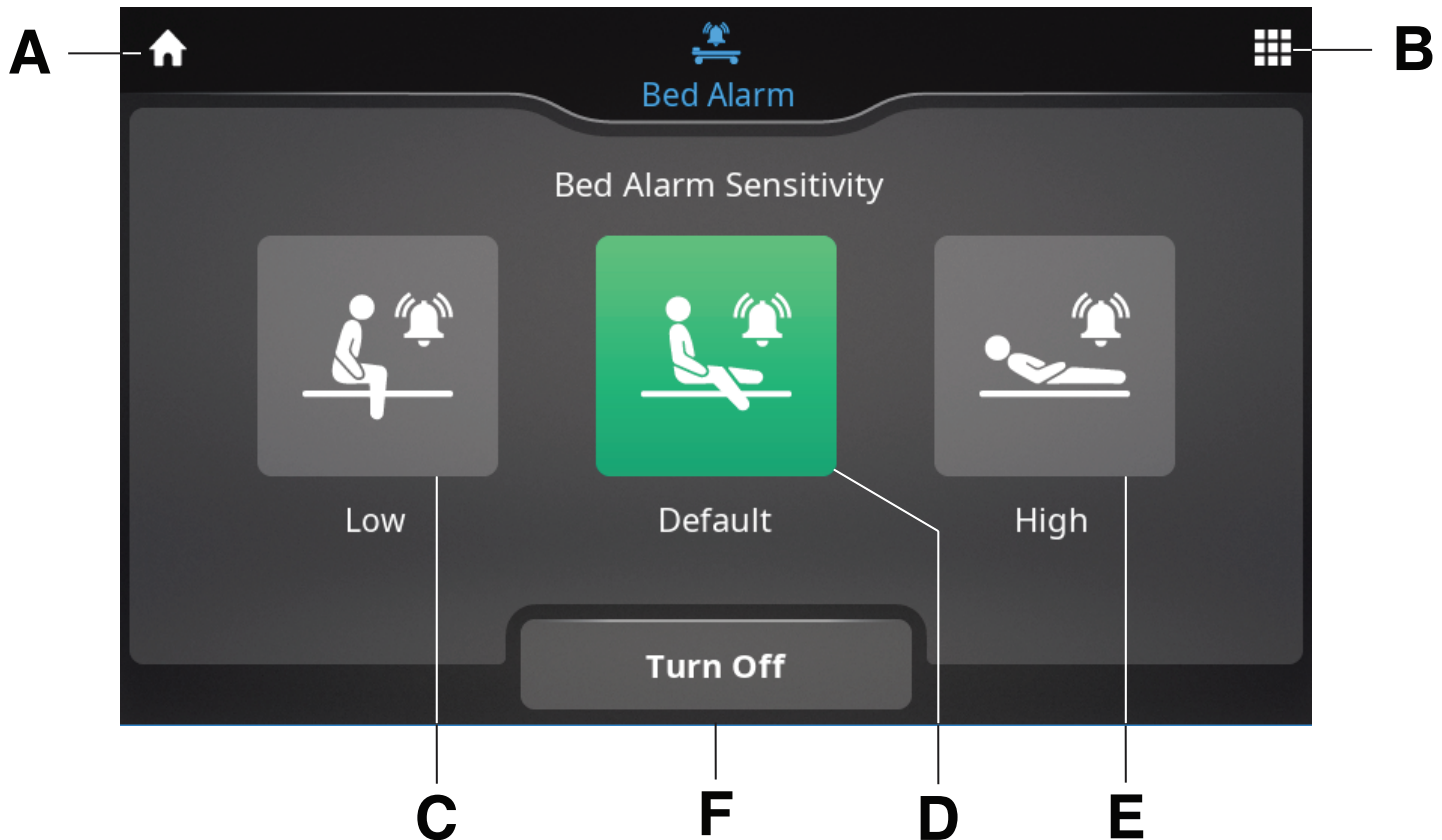 A
B
Bed Alarm
Bed Alarm Sensitivity
Low Default High
Turn Off
C F D E